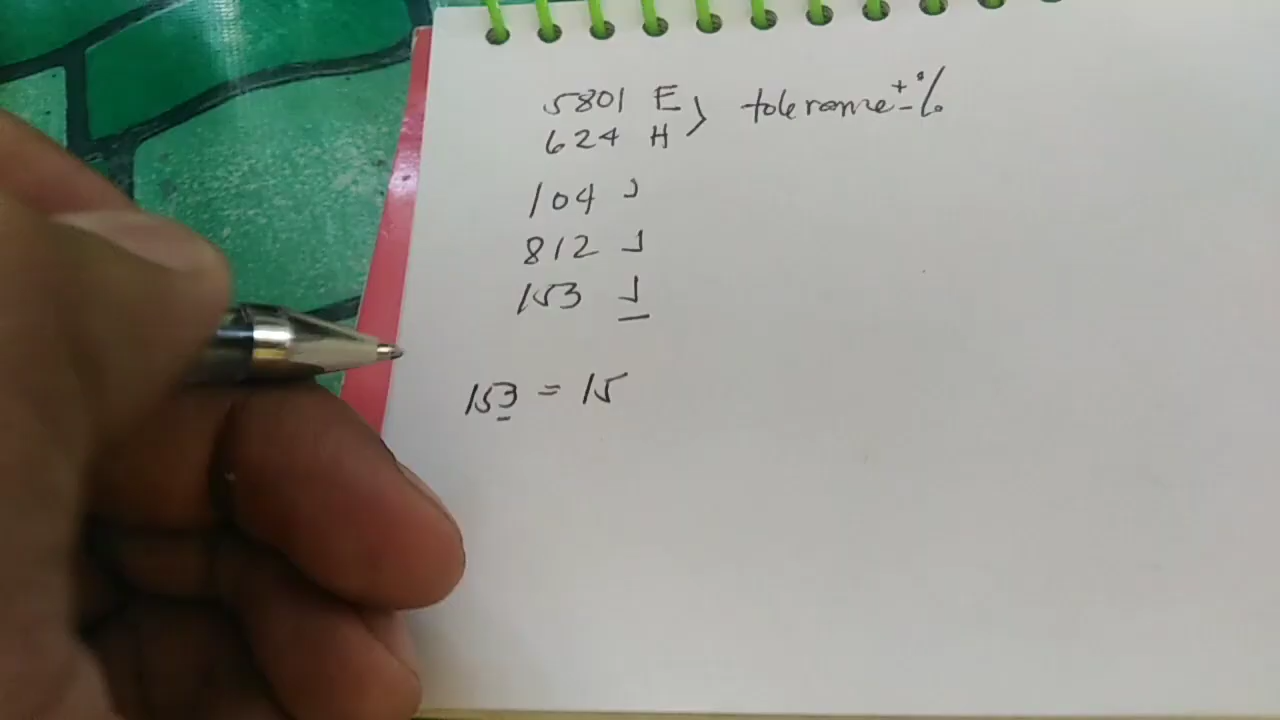 5801 E
624 H } tolerance ± %
104 J
812 J
153 J
153 = 15